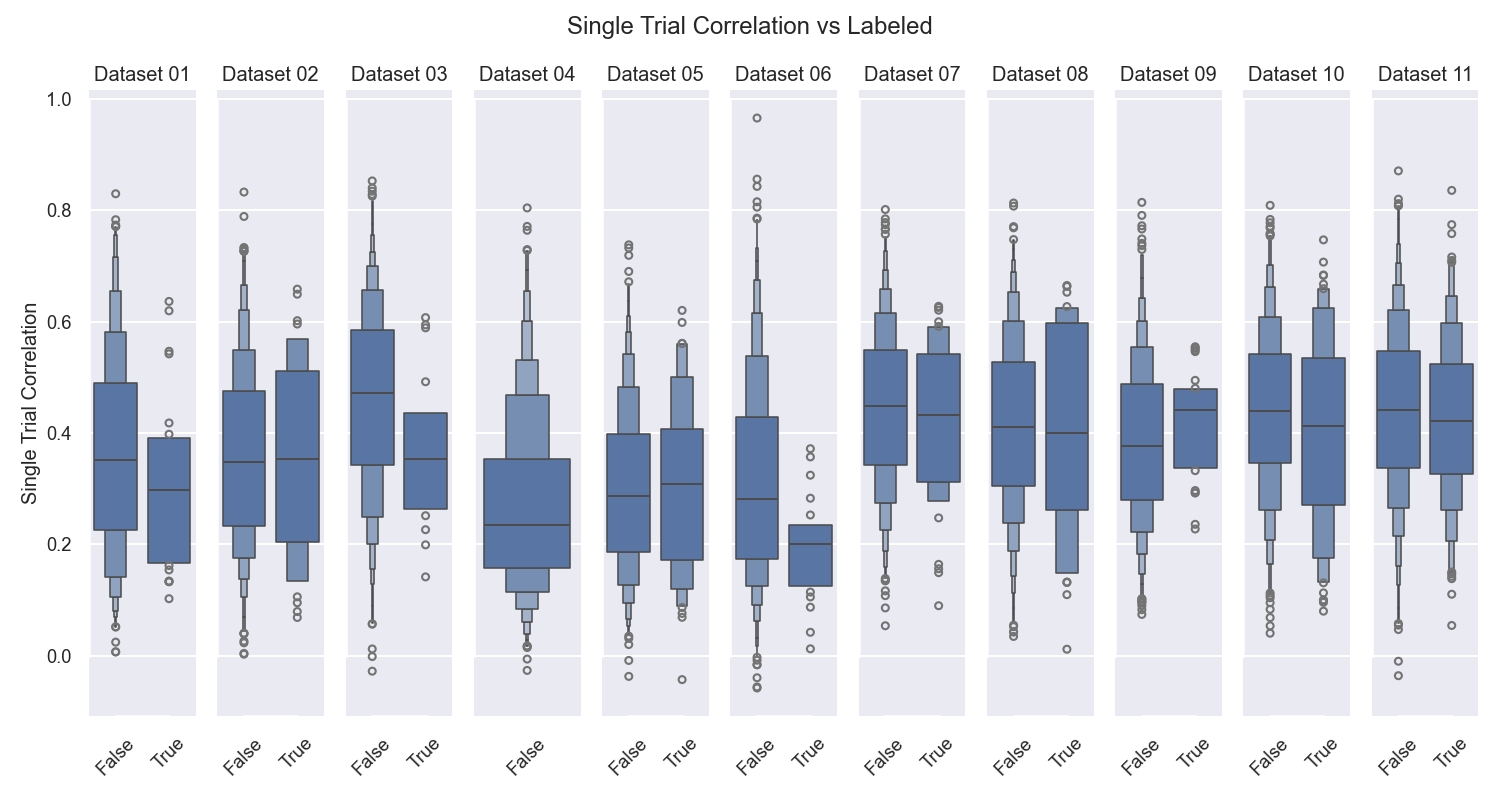 Single Trial Correlation vs Labeled
Dataset 01
Dataset 02
Dataset 03
Dataset 04
Dataset 05
Dataset 06
Dataset 07
Dataset 08
Dataset 09
Dataset 10
Dataset 11
Single Trial Correlation
1.0
0.8
0.6
0.4
0.2
0.0
False
True
False
True
False
True
False
False
True
False
True
False
True
False
True
False
True
False
True
False
True